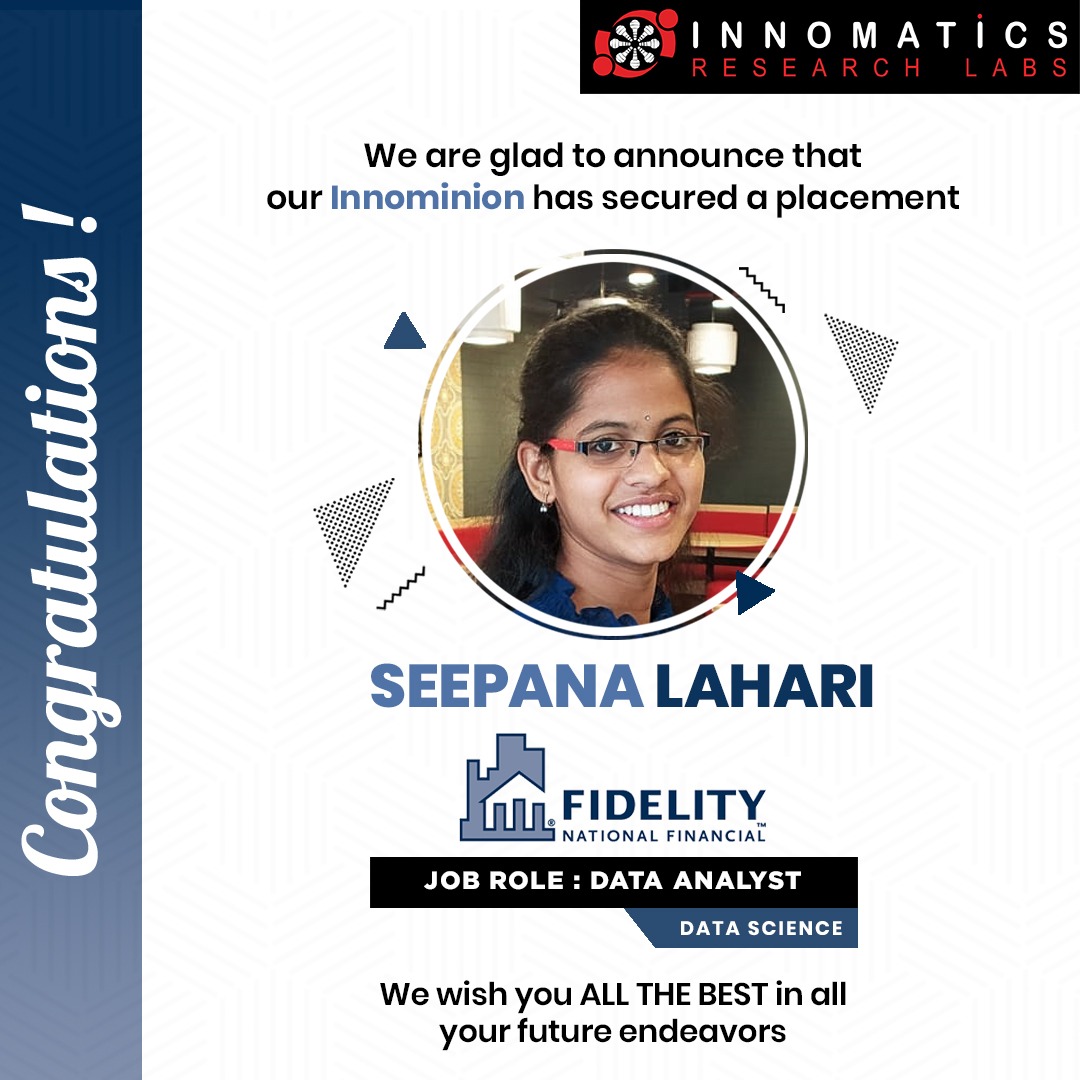 INNOMATICS
RESEARCH LABS
Congratulations !
We are glad to announce that
our Innominion has secured a placement
SEEPANA LAHARI
FIDELITY™
NATIONAL FINANCIAL®
JOB ROLE : DATA ANALYST
DATA SCIENCE
We wish you ALL THE BEST in all
your future endeavors